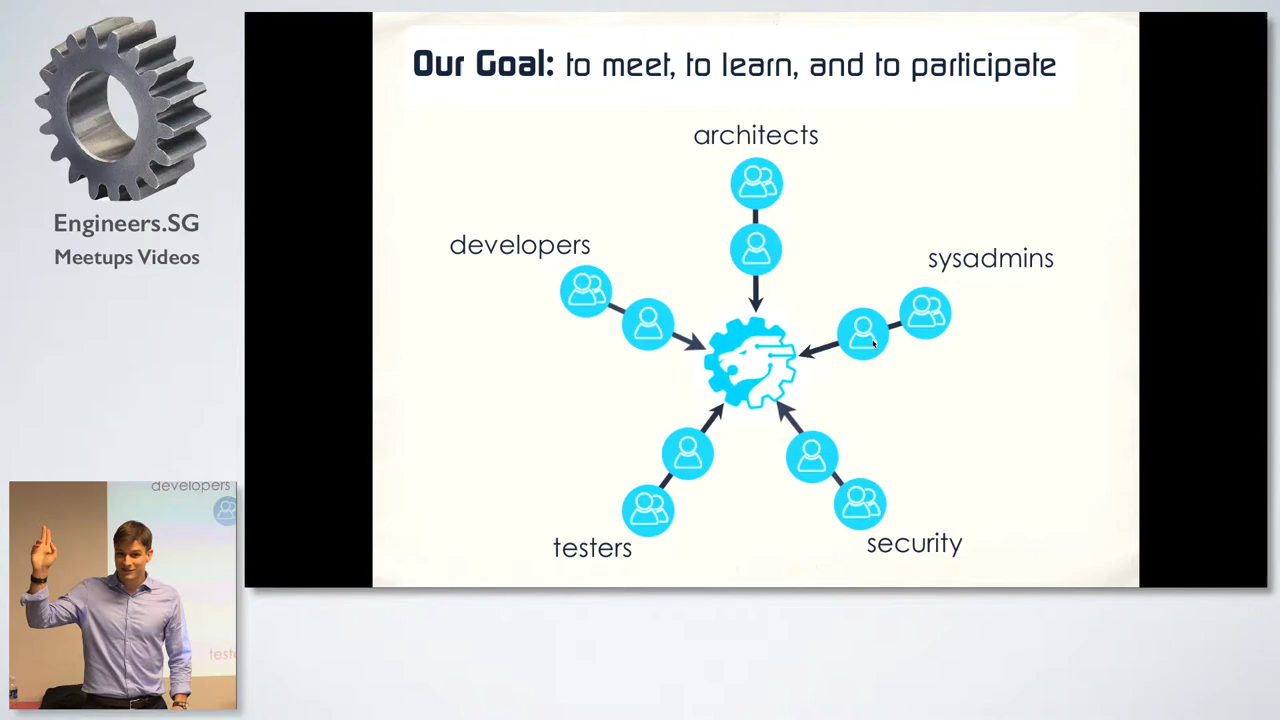 Our Goal: to meet, to learn, and to participate
architects
developers
sysadmins
testers
security
Engineers.SG
Meetups Videos
developers